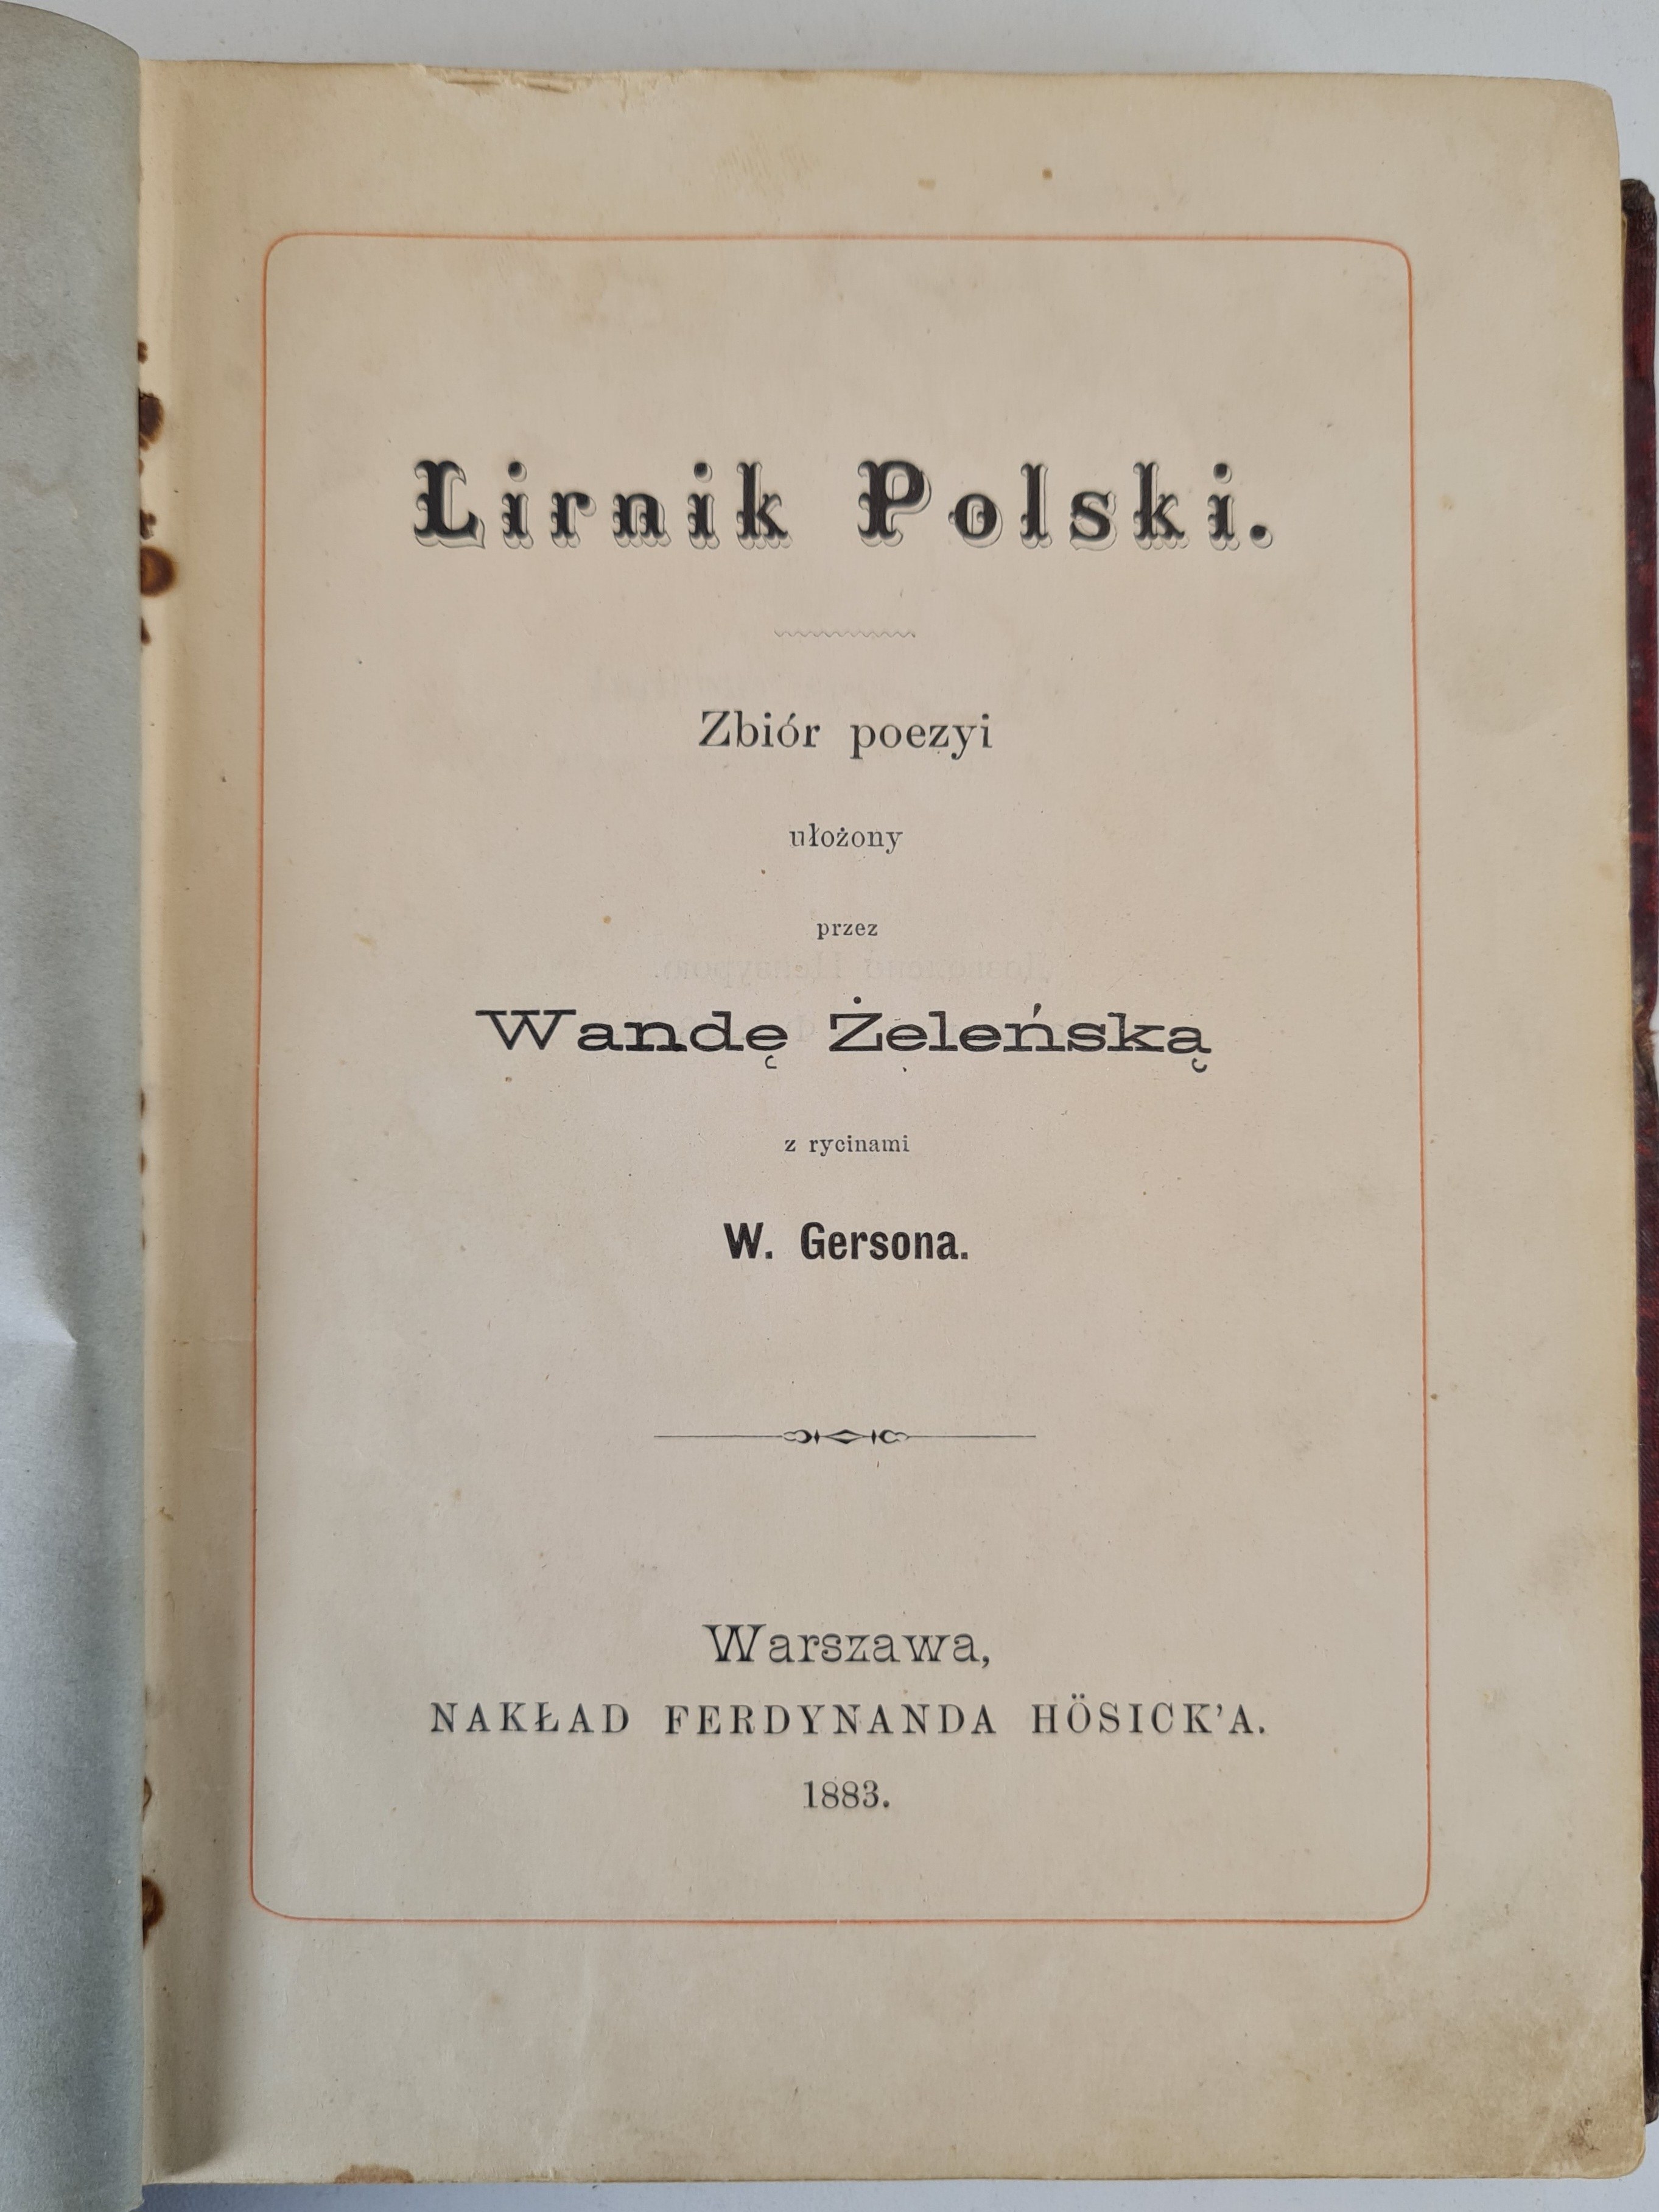 Lirnik Polski.
Zbiór poezyi
ułożony
przez
Wandę Żeleńską
z rycinami
W. Gersona.
Warszawa,
NAKŁAD FERDYNANDA HÖSICK'A.
1883.